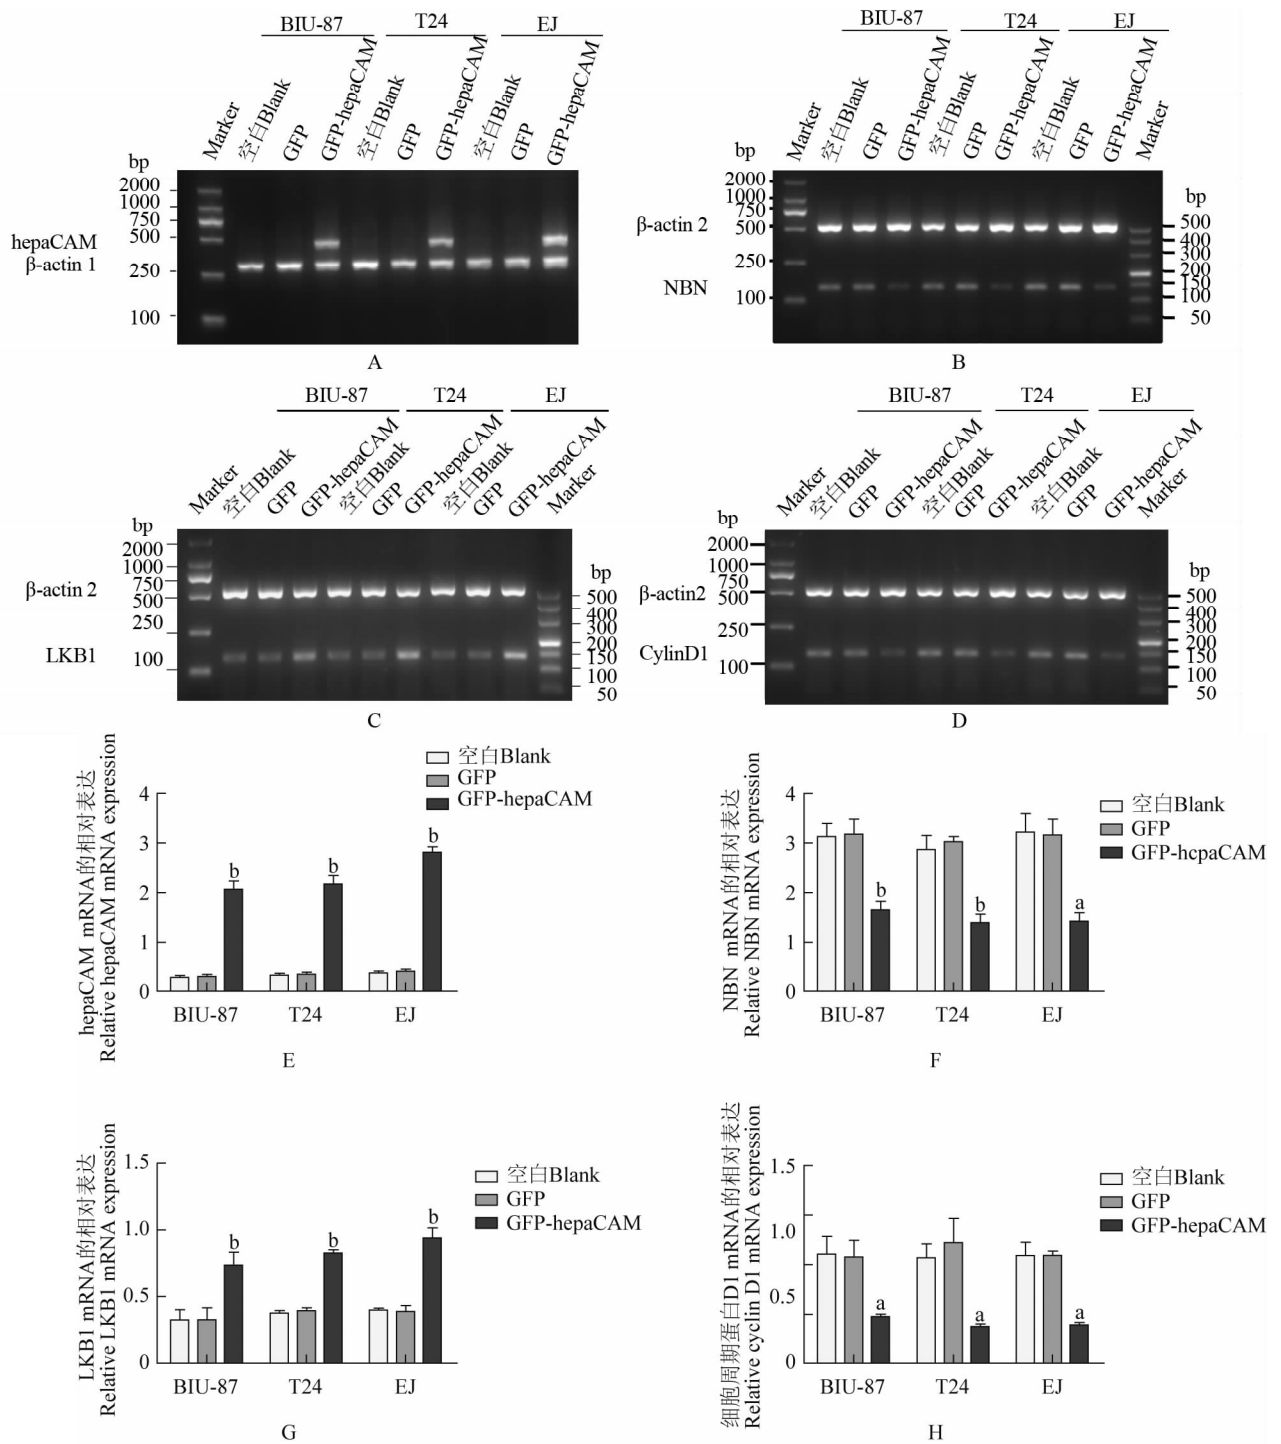 BIU-87 T24 EJ
Marker 空白Blank GFP GFP-hepaCAM 空白Blank GFP GFP-hepaCAM 空白Blank GFP GFP-hepaCAM
bp
2000
1000
750
500
hepaCAM
β-actin 1
250
100
A
BIU-87 T24 EJ
Marker 空白Blank GFP GFP-hepaCAM 空白Blank GFP GFP-hepaCAM 空白Blank GFP GFP-hepaCAM Marker
bp
2000
1000
750
β-actin 2
500
250
NBN
100
bp
500
400
300
200
150
100
50
B
BIU-87 T24 EJ
Marker 空白Blank GFP GFP-hepaCAM 空白Blank GFP GFP-hepaCAM 空白Blank GFP GFP-hepaCAM Marker
bp
2000
1000
750
β-actin 2
500
250
LKB1
100
bp
500
400
300
200
150
100
50
C
BIU-87 T24 EJ
Marker 空白Blank GFP GFP-hepaCAM 空白Blank GFP GFP-hepaCAM 空白Blank GFP GFP-hepaCAM Marker
bp
2000
1000
750
β-actin2
500
250
CylinD1
100
bp
500
400
300
200
150
100
50
D
hepaCAM mRNA的相对表达
Relative hepaCAM mRNA expression
空白Blank
GFP
GFP-hepaCAM
4
3
2
1
0
b b b
BIU-87 T24 EJ
E
NBN mRNA的相对表达
Relative NBN mRNA expression
空白Blank
GFP
GFP-hcpaCAM
4
3
2
1
0
b b a
BIU-87 T24 EJ
F
LKB1 mRNA的相对表达
Relative LKB1 mRNA expression
空白Blank
GFP
GFP-hepaCAM
1.5
1.0
0.5
0
b b b
BIU-87 T24 EJ
G
细胞周期蛋白D1 mRNA的相对表达
Relative cyclin D1 mRNA expression
空白Blank
GFP
GFP-hepaCAM
1.5
1.0
0.5
0
a a a
BIU-87 T24 EJ
H